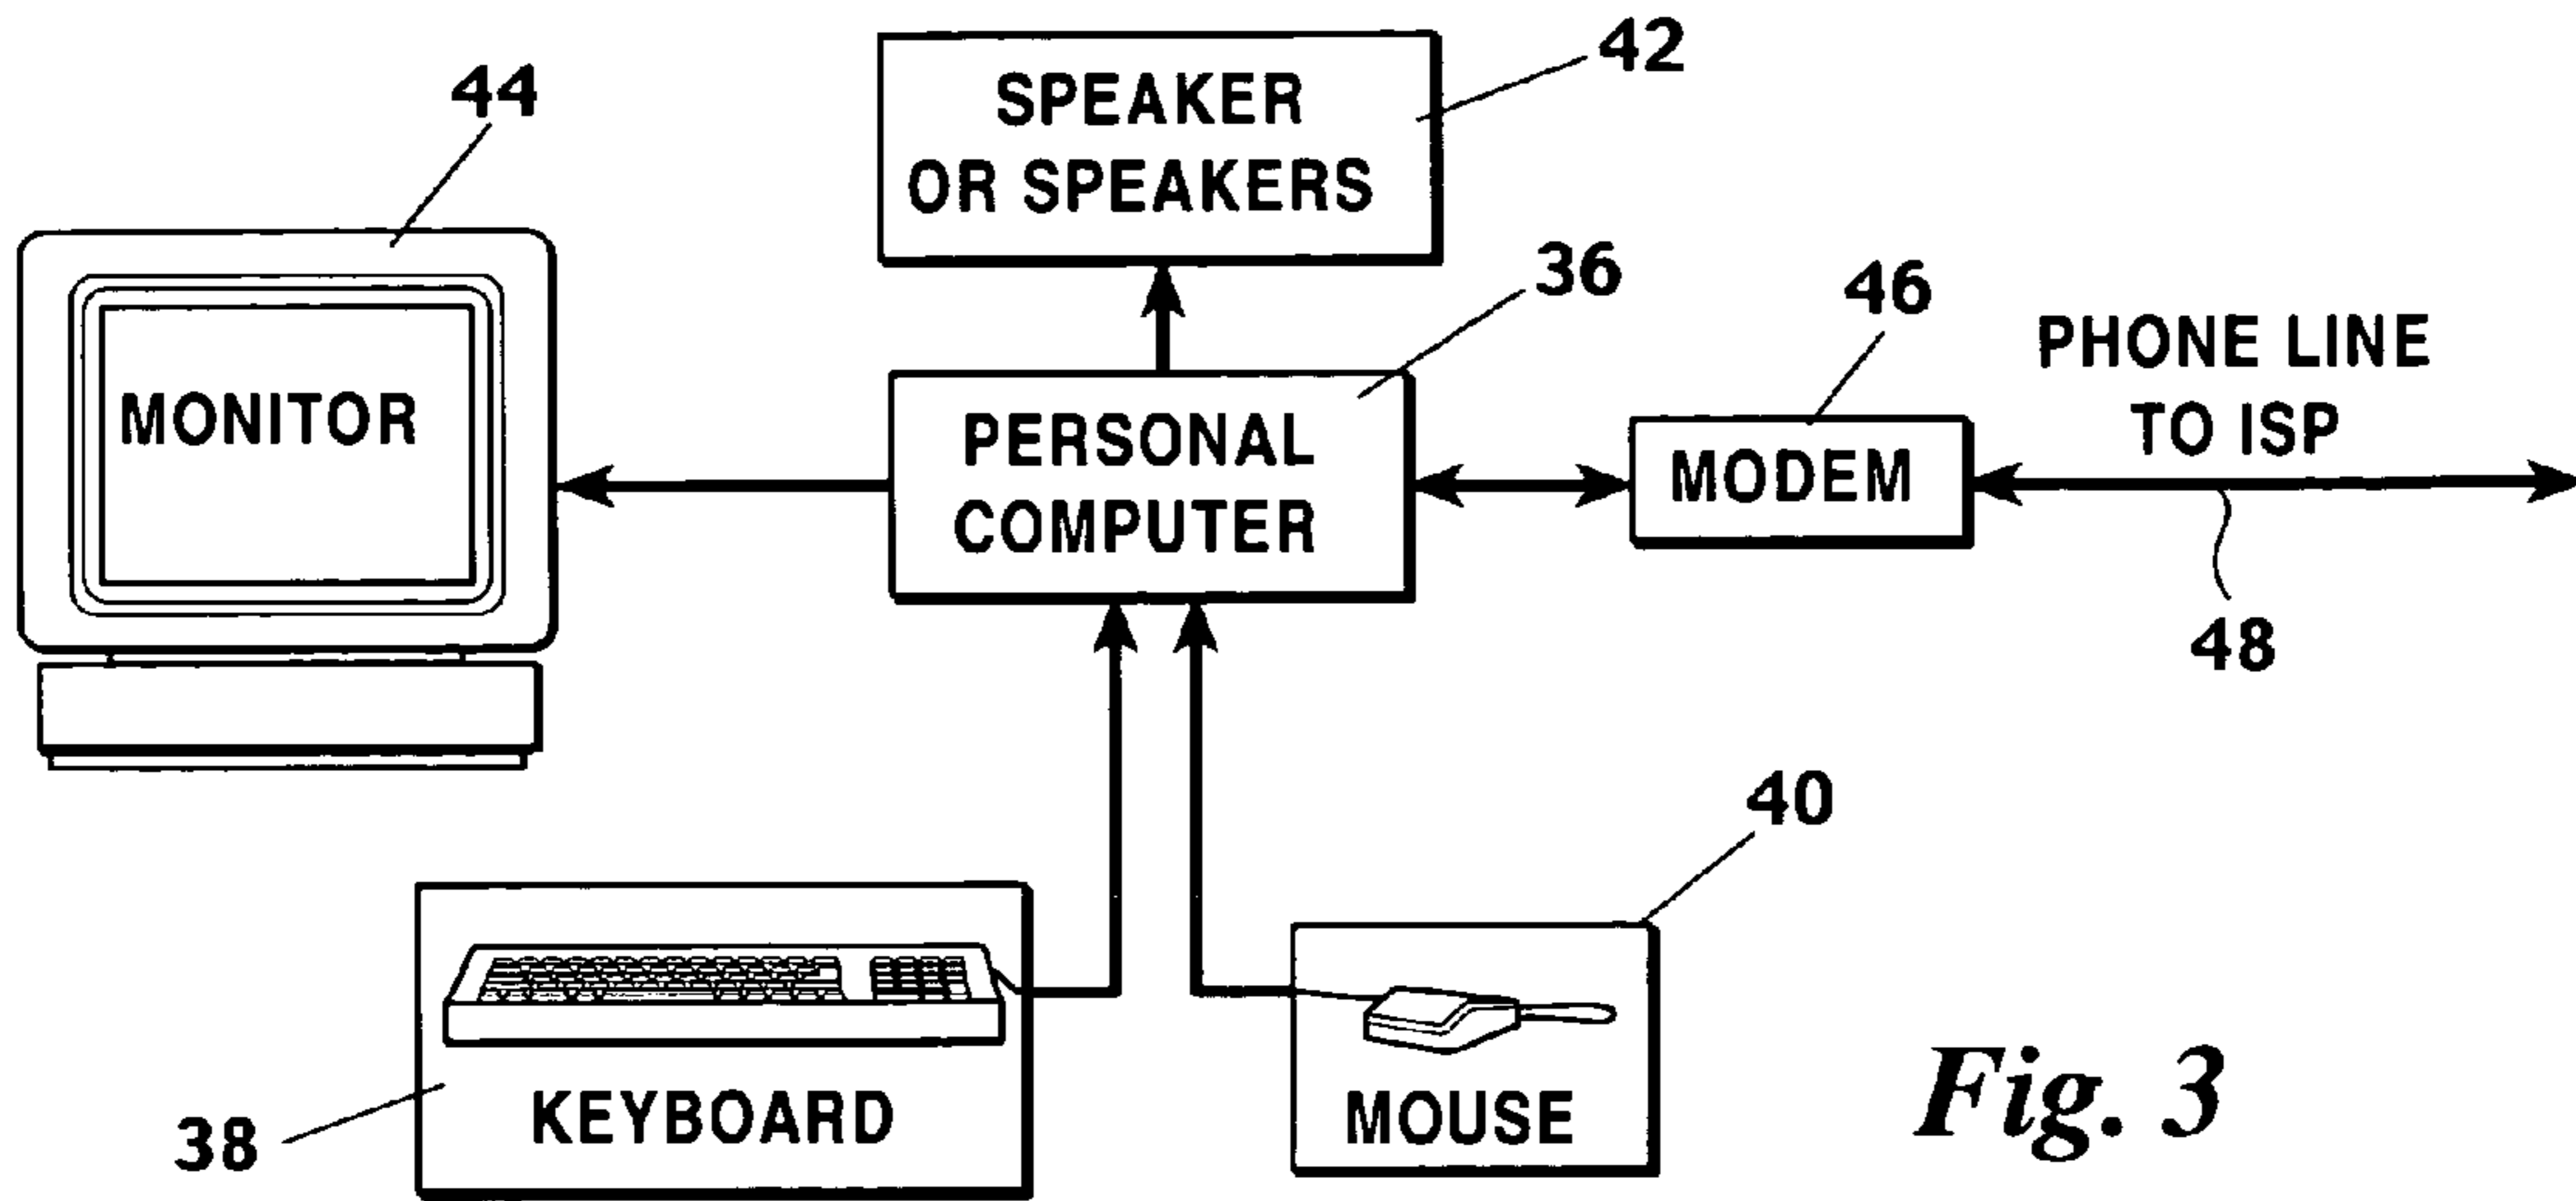 42
SPEAKER
OR SPEAKERS
44
36
46
PHONE LINE
TO ISP
MONITOR
PERSONAL
COMPUTER
MODEM
48
40
38
KEYBOARD
MOUSE
Fig. 3